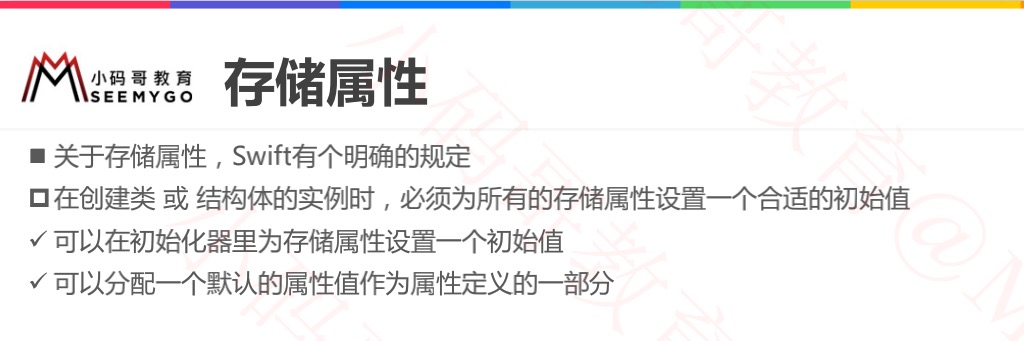 小码哥教育
SEEMYGO
存储属性
关于存储属性，Swift有个明确的规定
在创建类 或 结构体的实例时，必须为所有的存储属性设置一个合适的初始值
可以在初始化器里为存储属性设置一个初始值
可以分配一个默认的属性值作为属性定义的一部分